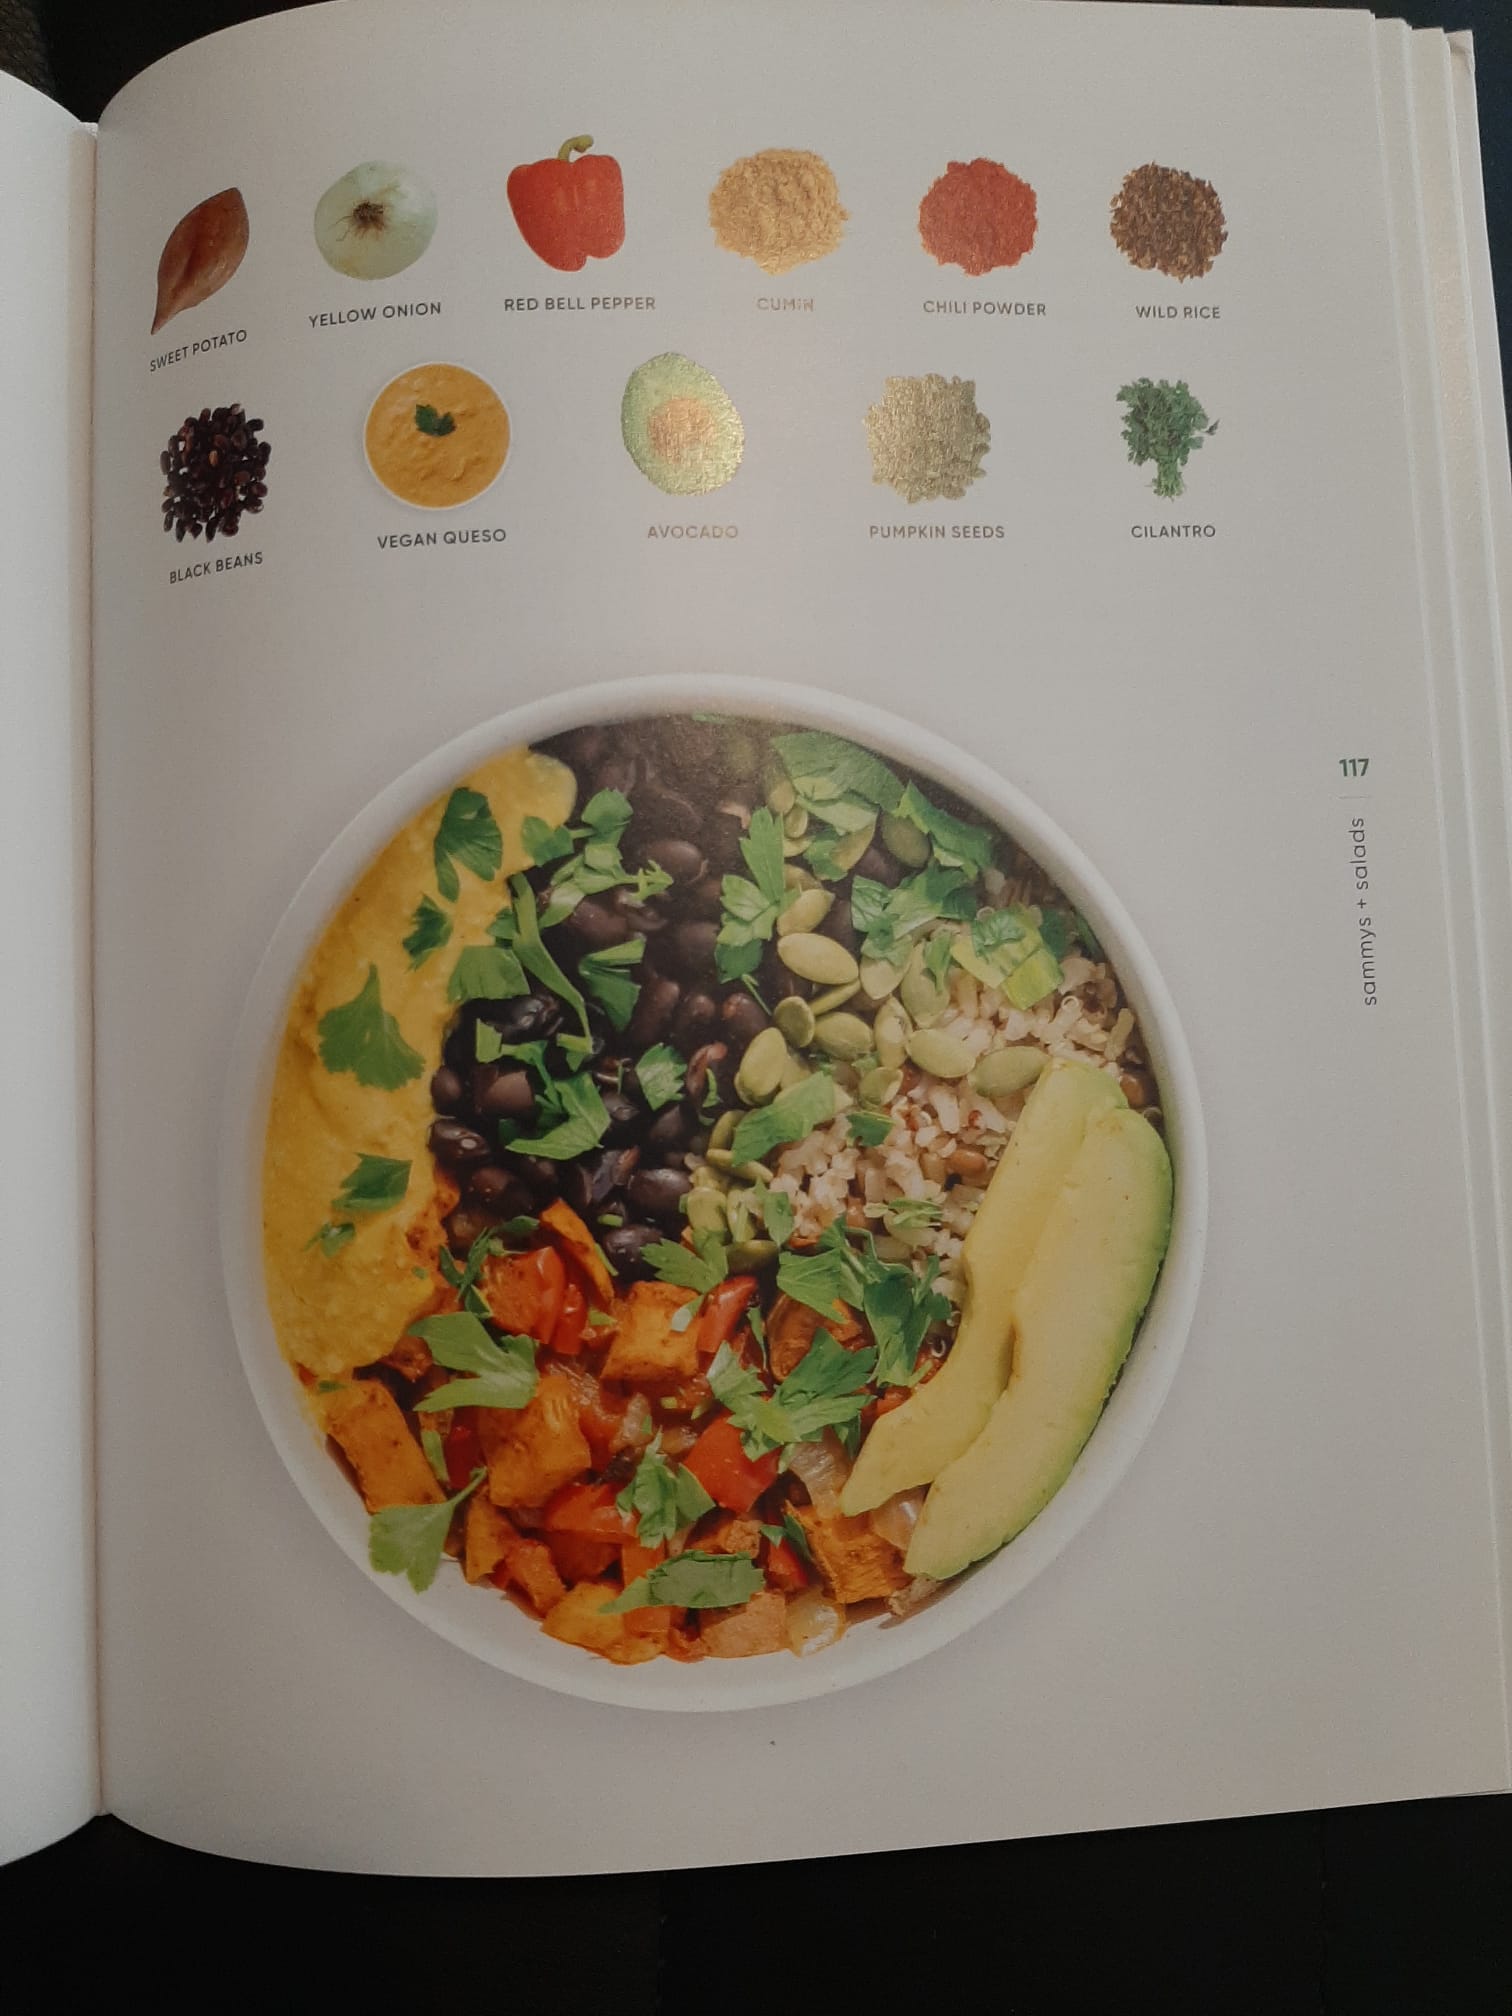 SWEET POTATO
YELLOW ONION
RED BELL PEPPER
CUMIN
CHILI POWDER
WILD RICE
BLACK BEANS
VEGAN QUESO
AVOCADO
PUMPKIN SEEDS
CILANTRO
sammys + salads | 117